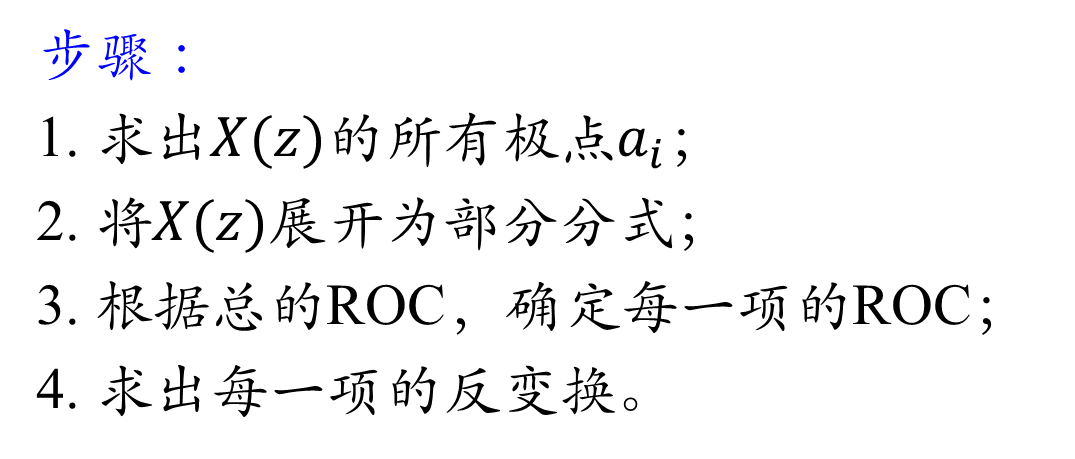 步骤：
1. 求出X(z)的所有极点aᵢ；
2. 将X(z)展开为部分分式；
3. 根据总的ROC，确定每一项的ROC；
4. 求出每一项的反变换。